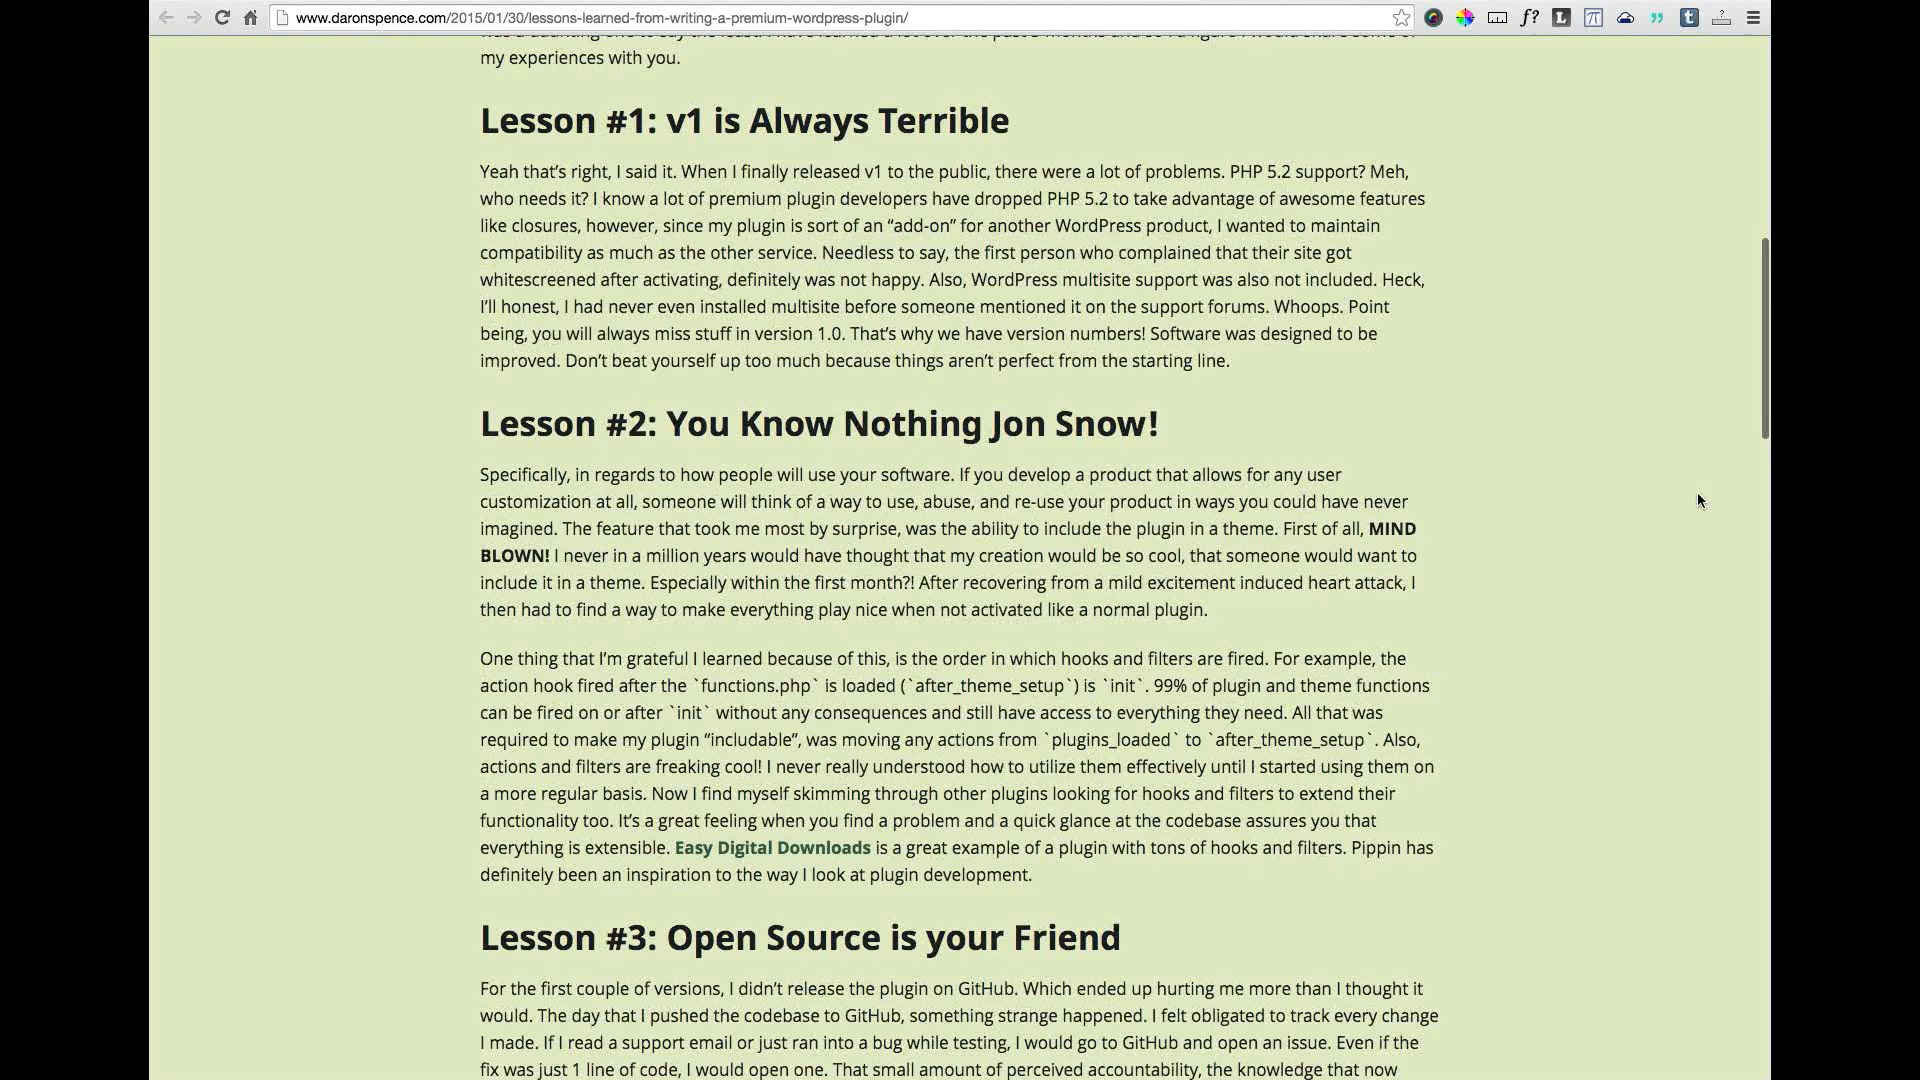 www.daronspence.com/2015/01/30/lessons-learned-from-writing-a-premium-wordpress-plugin/
my experiences with you.
Lesson #1: v1 is Always Terrible
Yeah that’s right, I said it. When I finally released v1 to the public, there were a lot of problems. PHP 5.2 support? Meh,
who needs it? I know a lot of premium plugin developers have dropped PHP 5.2 to take advantage of awesome features
like closures, however, since my plugin is sort of an “add-on” for another WordPress product, I wanted to maintain
compatibility as much as the other service. Needless to say, the first person who complained that their site got
whitescreened after activating, definitely was not happy. Also, WordPress multisite support was also not included. Heck,
I’ll honest, I had never even installed multisite before someone mentioned it on the support forums. Whoops. Point
being, you will always miss stuff in version 1.0. That’s why we have version numbers! Software was designed to be
improved. Don’t beat yourself up too much because things aren’t perfect from the starting line.
Lesson #2: You Know Nothing Jon Snow!
Specifically, in regards to how people will use your software. If you develop a product that allows for any user
customization at all, someone will think of a way to use, abuse, and re-use your product in ways you could have never
imagined. The feature that took me most by surprise, was the ability to include the plugin in a theme. First of all, MIND
BLOWN! I never in a million years would have thought that my creation would be so cool, that someone would want to
include it in a theme. Especially within the first month?! After recovering from a mild excitement induced heart attack, I
then had to find a way to make everything play nice when not activated like a normal plugin.
One thing that I’m grateful I learned because of this, is the order in which hooks and filters are fired. For example, the
action hook fired after the `functions.php` is loaded (`after_theme_setup`) is `init`. 99% of plugin and theme functions
can be fired on or after `init` without any consequences and still have access to everything they need. All that was
required to make my plugin “includable”, was moving any actions from `plugins_loaded` to `after_theme_setup`. Also,
actions and filters are freaking cool! I never really understood how to utilize them effectively until I started using them on
a more regular basis. Now I find myself skimming through other plugins looking for hooks and filters to extend their
functionality too. It’s a great feeling when you find a problem and a quick glance at the codebase assures you that
everything is extensible. Easy Digital Downloads is a great example of a plugin with tons of hooks and filters. Pippin has
definitely been an inspiration to the way I look at plugin development.
Lesson #3: Open Source is your Friend
For the first couple of versions, I didn’t release the plugin on GitHub. Which ended up hurting me more than I thought it
would. The day that I pushed the codebase to GitHub, something strange happened. I felt obligated to track every change
I made. If I read a support email or just ran into a bug while testing, I would go to GitHub and open an issue. Even if the
fix was just 1 line of code, I would open one. That small amount of perceived accountability, the knowledge that now